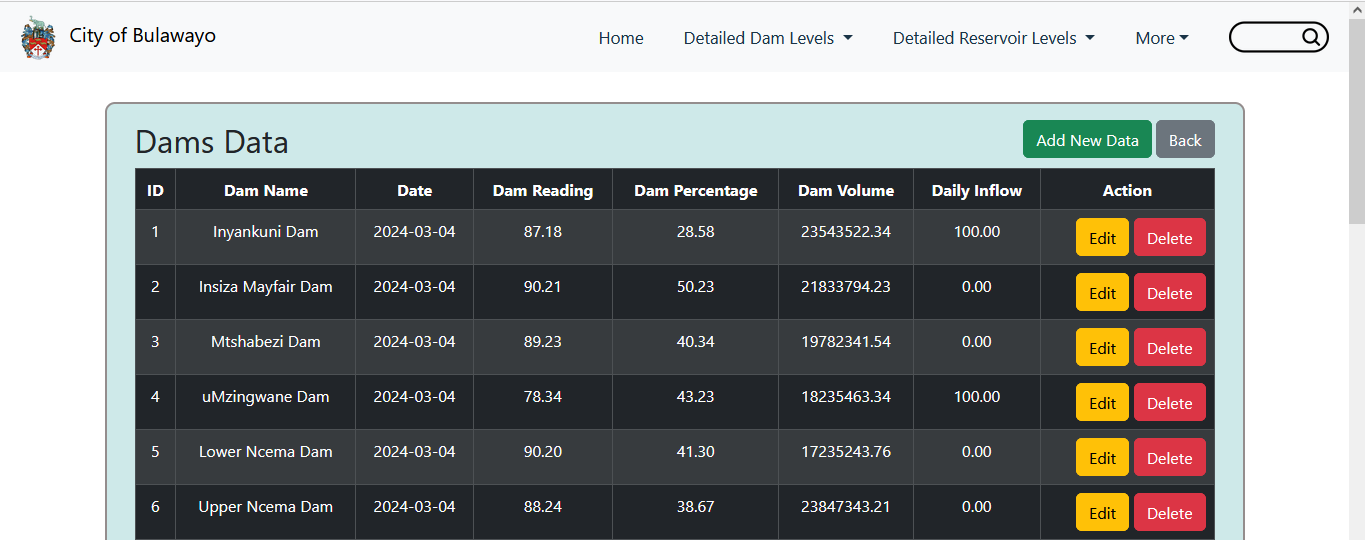 City of Bulawayo Home Detailed Dam Levels Detailed Reservoir Levels More
Dams Data Add New Data Back
ID Dam Name Date Dam Reading Dam Percentage Dam Volume Daily Inflow Action
1 Inyankuni Dam 2024-03-04 87.18 28.58 23543522.34 100.00 Edit Delete
2 Insiza Mayfair Dam 2024-03-04 90.21 50.23 21833794.23 0.00 Edit Delete
3 Mtshabezi Dam 2024-03-04 89.23 40.34 19782341.54 0.00 Edit Delete
4 uMzingwane Dam 2024-03-04 78.34 43.23 18235463.34 100.00 Edit Delete
5 Lower Ncema Dam 2024-03-04 90.20 41.30 17235243.76 0.00 Edit Delete
6 Upper Ncema Dam 2024-03-04 88.24 38.67 23847343.21 0.00 Edit Delete